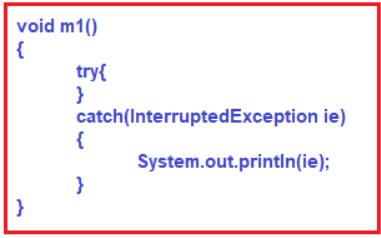 void m1()
{
try{
}
catch(InterruptedException ie)
{
System.out.println(ie);
}
}